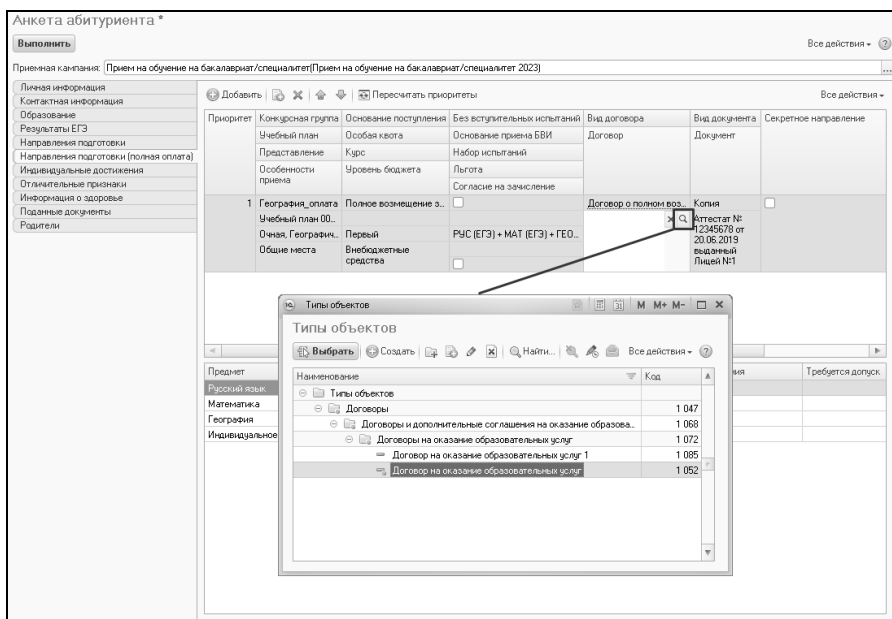 Анкета абитуриента *
Выполнить
Все действия
Приемная кампания: Прием на обучение на бакалавриат/специалитет(Прием на обучение на бакалавриат/специалитет 2023)
Личная информация
Контактная информация
Образование
Результаты ЕГЭ
Направления подготовки
Направления подготовки (полная оплата)
Индивидуальные достижения
Отличительные признаки
Информация о здоровье
Поданные документы
Родители
Добавить
Пересчитать приоритеты
Все действия
Приоритет Конкурсная группа Основание поступления Без вступительных испытаний Вид договора Вид документа Секретное направление
Учебный план Особая квота Основание приема БВИ Договор Документ
Представление Курс Набор испытаний
Особенности приема Уровень бюджета Льгота
Согласие на зачисление
1 География_оплата Полное возмещение з... Договор о полном воз... Копия
Учебный план 00... Аттестат №
Очная, Географич... Первый РУС (ЕГЭ) + МАТ (ЕГЭ) + ГЕО... 12345678 от
20.06.2019
Общие места Внебюджетные выданный
средства Лицей №1
Типы объектов
M M+ M-
Типы объектов
Выбрать Создать Найти... Все действия
Наименование Код
Типы объектов
Договоры 1 047
Договоры и дополнительные соглашения на оказание образова... 1 068
Договоры на оказание образовательных услуг 1 072
Договор на оказание образовательных услуг 1 1 085
Договор на оказание образовательных услуг 1 052
Предмет ния Требуется допуск
Русский язык
Математика
География
Индивидуальное